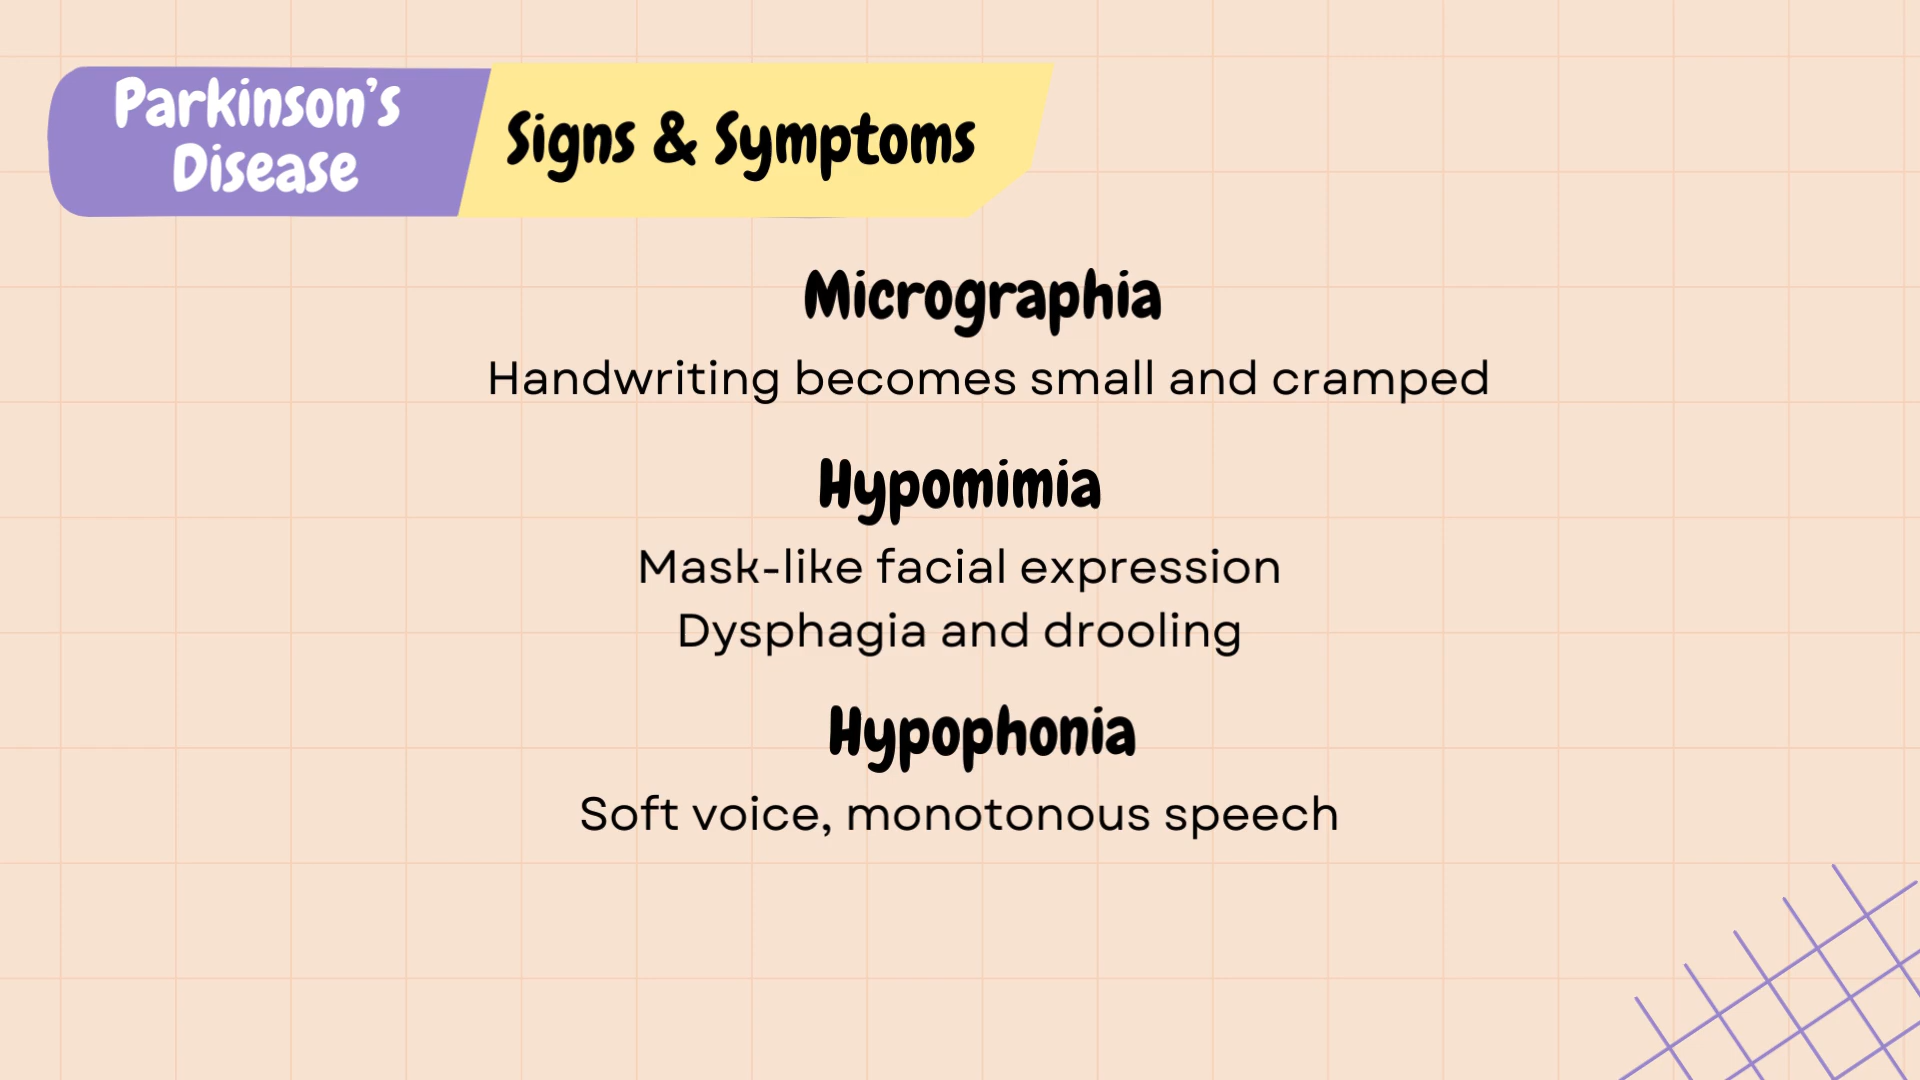 Parkinson's
Disease
Signs & Symptoms
Micrographia
Handwriting becomes small and cramped
Hypomimia
Mask-like facial expression
Dysphagia and drooling
Hypophonia
Soft voice, monotonous speech